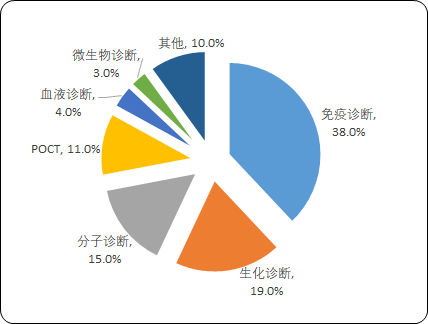 其他, 10.0%
微生物诊断,
3.0%
血液诊断,
4.0%
免疫诊断,
38.0%
POCT, 11.0%
分子诊断,
15.0%
生化诊断,
19.0%